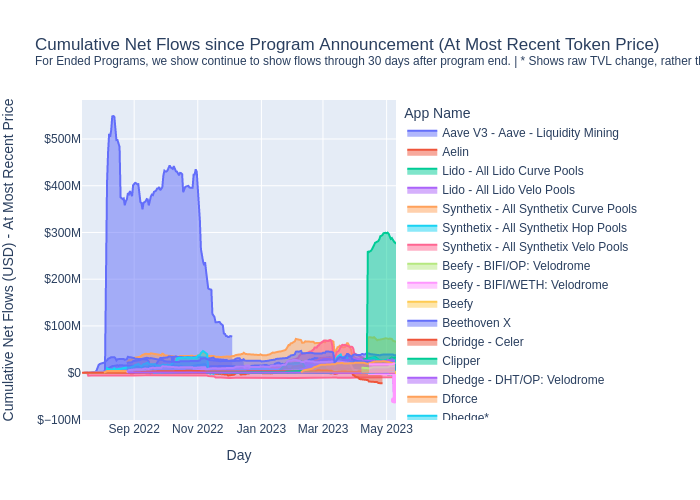 Cumulative Net Flows since Program Announcement (At Most Recent Token Price)
For Ended Programs, we show continue to show flows through 30 days after program end. | * Shows raw TVL change, rather t
Cumulative Net Flows (USD) - At Most Recent Price
$500M
$400M
$300M
$200M
$100M
$0
$−100M
Sep 2022
Nov 2022
Jan 2023
Mar 2023
May 2023
Day
App Name
Aave V3 - Aave - Liquidity Mining
Aelin
Lido - All Lido Curve Pools
Lido - All Lido Velo Pools
Synthetix - All Synthetix Curve Pools
Synthetix - All Synthetix Hop Pools
Synthetix - All Synthetix Velo Pools
Beefy - BIFI/OP: Velodrome
Beefy - BIFI/WETH: Velodrome
Beefy
Beethoven X
Cbridge - Celer
Clipper
Dhedge - DHT/OP: Velodrome
Dforce
Dhedge*